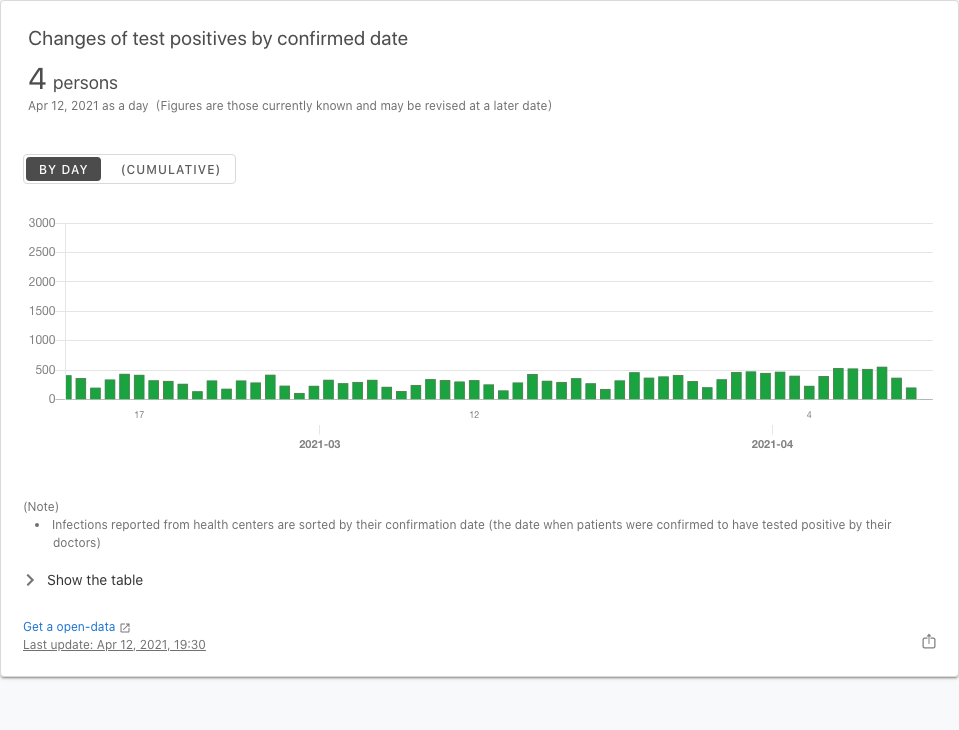 Changes of test positives by confirmed date
4 persons
Apr 12, 2021 as a day (Figures are those currently known and may be revised at a later date)
BY DAY (CUMULATIVE)
3000
2500
2000
1500
1000
500
0
17 12 4
2021-03 2021-04
(Note)
• Infections reported from health centers are sorted by their confirmation date (the date when patients were confirmed to have tested positive by their
doctors)
Show the table
Get a open-data
Last update: Apr 12, 2021, 19:30